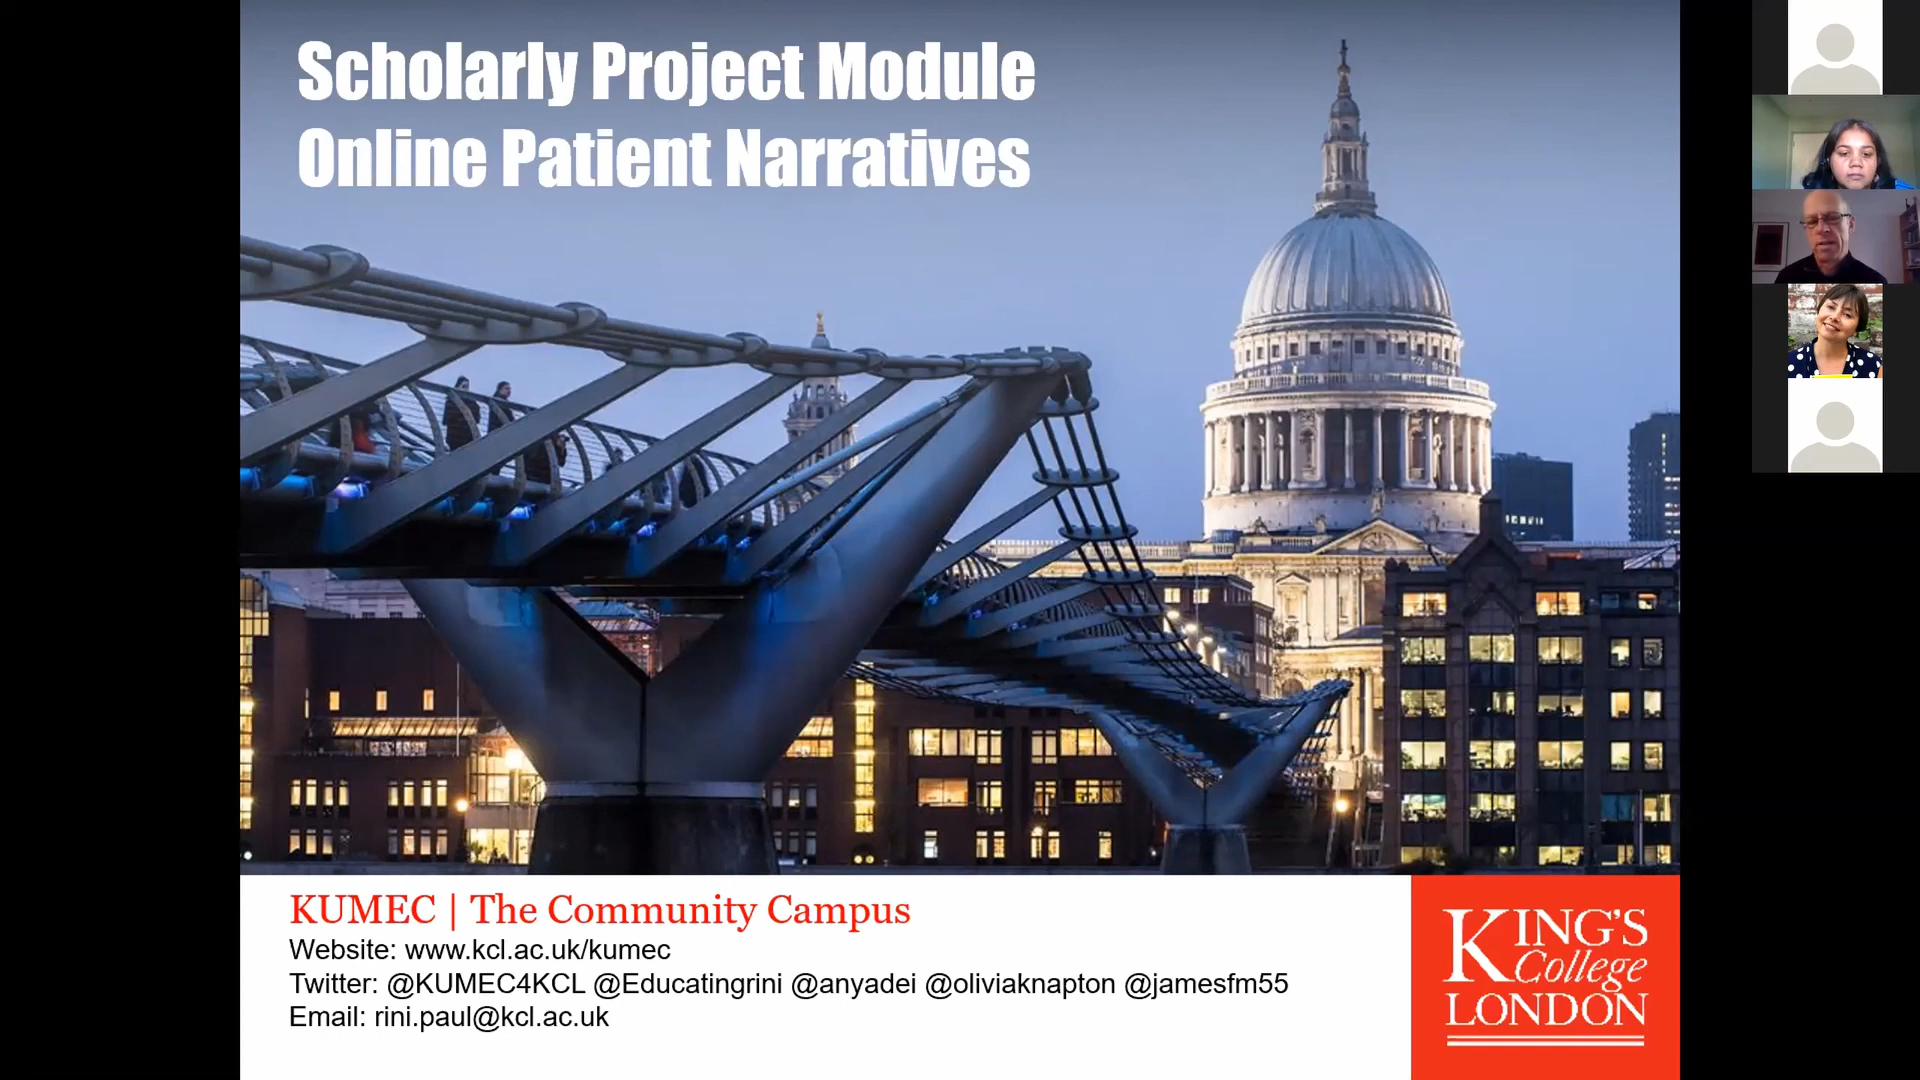 Scholarly Project Module
Online Patient Narratives
KUMEC | The Community Campus
Website: www.kcl.ac.uk/kumec
Twitter: @KUMEC4KCL @Educatingrini @anyadei @oliviaknapton @jamesfm55
Email: rini.paul@kcl.ac.uk
KING'S
College
LONDON